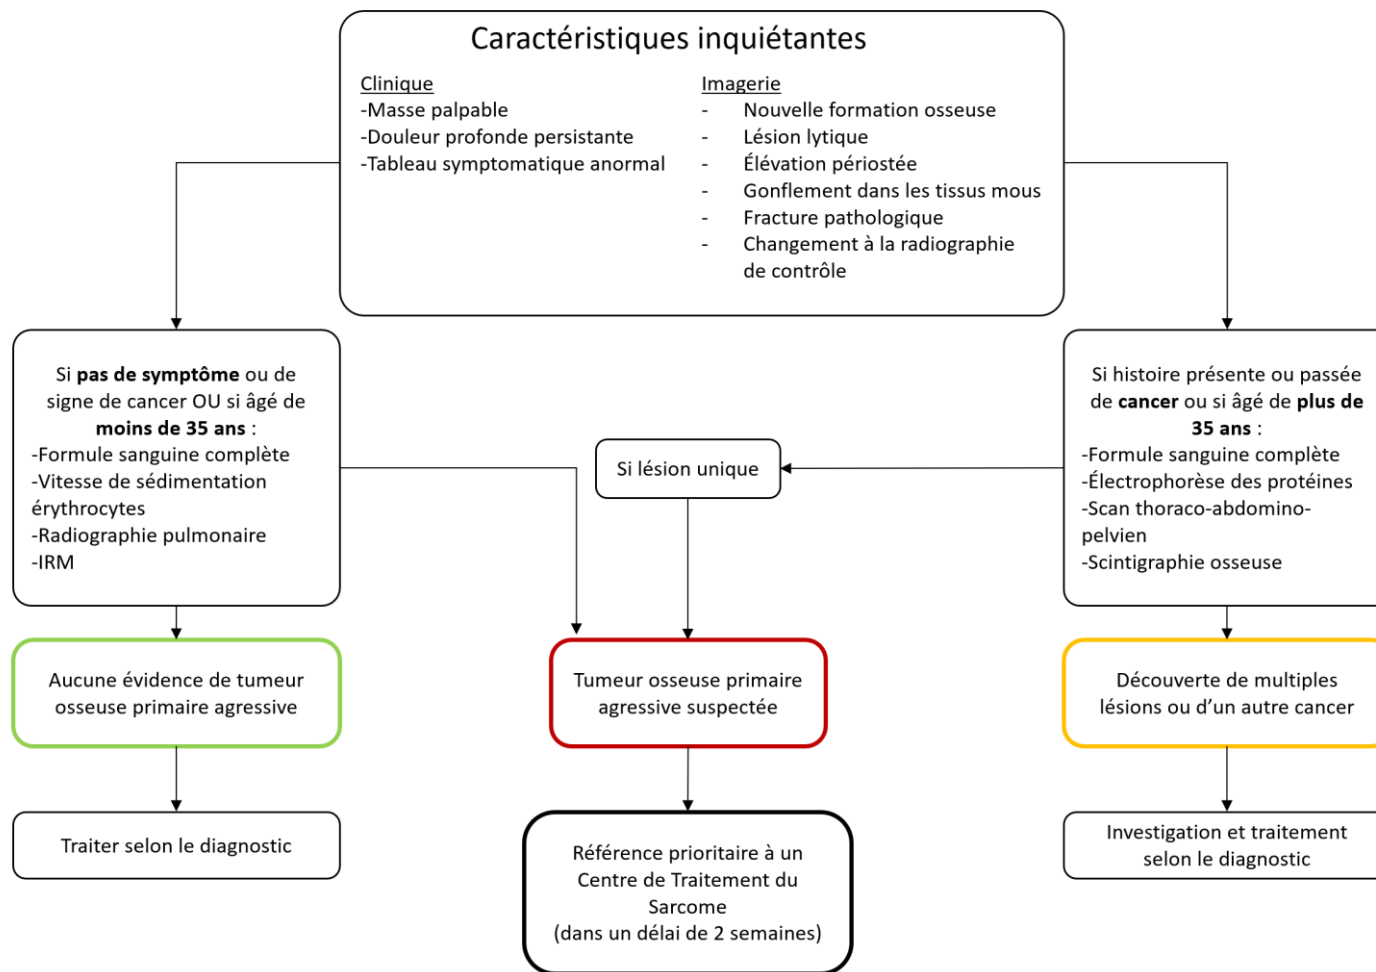 Caractéristiques inquiétantes
Clinique
-Masse palpable
-Douleur profonde persistante
-Tableau symptomatique anormal
Imagerie
- Nouvelle formation osseuse
- Lésion lytique
- Élévation périostée
- Gonflement dans les tissus mous
- Fracture pathologique
- Changement à la radiographie
de contrôle
Si pas de symptôme ou de
signe de cancer OU si âgé de
moins de 35 ans :
-Formule sanguine complète
-Vitesse de sédimentation
érythrocytes
-Radiographie pulmonaire
-IRM
Si lésion unique
Si histoire présente ou passée
de cancer ou si âgé de plus de
35 ans :
-Formule sanguine complète
-Électrophorèse des protéines
-Scan thoraco-abdomino-
pelvien
-Scintigraphie osseuse
Aucune évidence de tumeur
osseuse primaire agressive
Tumeur osseuse primaire
agressive suspectée
Découverte de multiples
lésions ou d’un autre cancer
Traiter selon le diagnostic
Référence prioritaire à un
Centre de Traitement du
Sarcome
(dans un délai de 2 semaines)
Investigation et traitement
selon le diagnostic